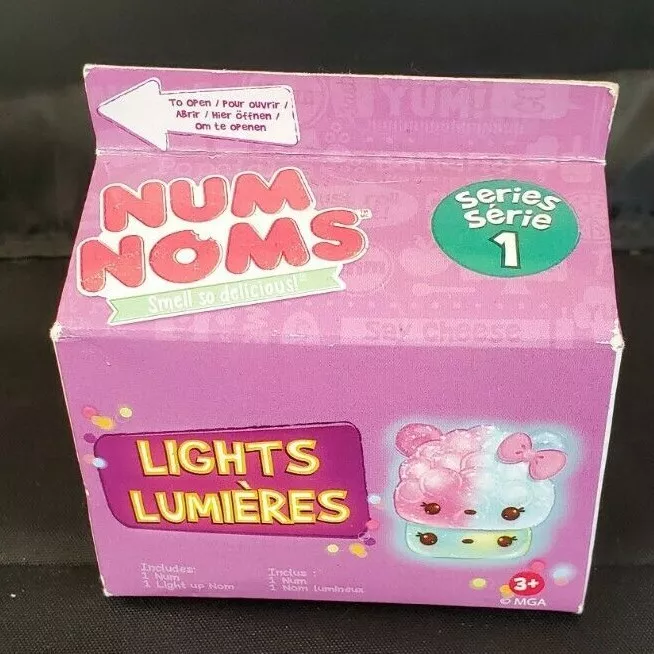 To open / Pour ouvrir /
Abrir / Hier öffnen /
Om te openen
NUM
NOMS
Smell so delicious!
Series
Série
1
Say cheese
LIGHTS
LUMIÈRES
Includes:
1 Num
1 Light up Nom
Inclus :
1 Num
1 Nom lumineux
3+
© MGA